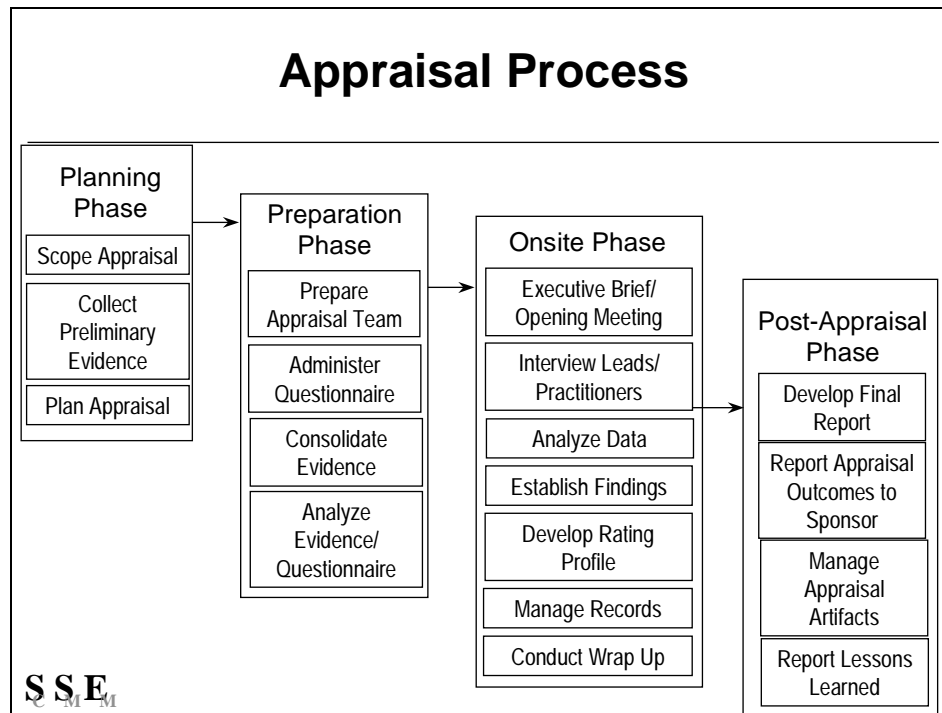 Appraisal Process
Planning
Phase
Scope Appraisal
Collect
Preliminary
Evidence
Plan Appraisal
Preparation
Phase
Prepare
Appraisal Team
Administer
Questionnaire
Consolidate
Evidence
Analyze
Evidence/
Questionnaire
Onsite Phase
Executive Brief/
Opening Meeting
Interview Leads/
Practitioners
Analyze Data
Establish Findings
Develop Rating
Profile
Manage Records
Conduct Wrap Up
Post-Appraisal
Phase
Develop Final
Report
Report Appraisal
Outcomes to
Sponsor
Manage
Appraisal
Artifacts
Report Lessons
Learned
S S E
C M M